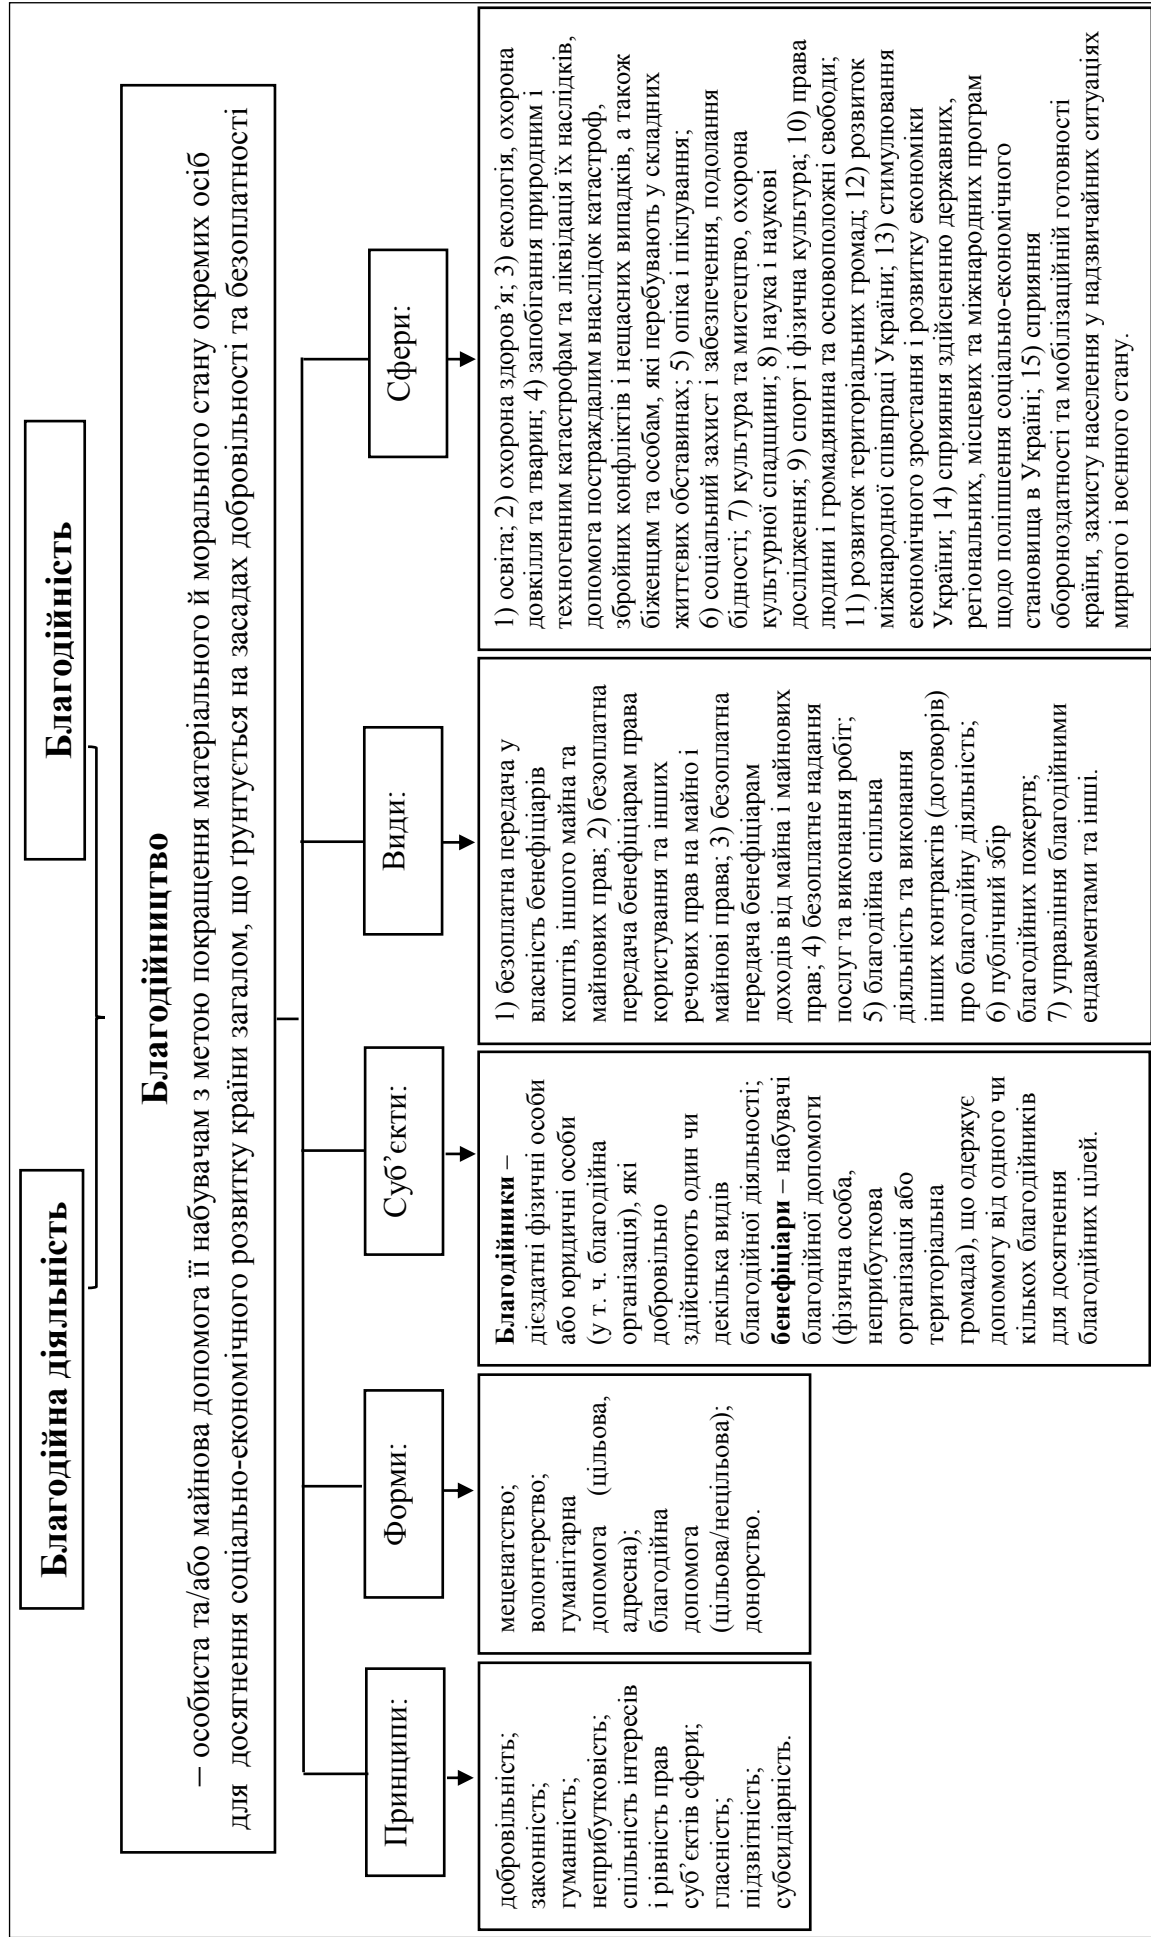 Благодійна діяльність
Благодійність
Благодійництво
– особиста та/або майнова допомога її набувачам з метою покращення матеріального й морального стану окремих осіб
для досягнення соціально-економічного розвитку країни загалом, що ґрунтується на засадах добровільності та безоплатності
Принципи:
добровільність;
законність;
гуманність;
неприбутковість;
спільність інтересів
і рівність прав
суб’єктів сфери;
гласність;
підзвітність;
субсидіарність.
Форми:
меценатство;
волонтерство;
гуманітарна
допомога (цільова,
адресна);
благодійна
допомога
(цільова/нецільова);
донорство.
Суб’єкти:
Благодійники –
дієздатні фізичні особи
або юридичні особи
(у т. ч. благодійна
організація), які
добровільно
здійснюють один чи
декілька видів
благодійної діяльності;
бенефіціари – набувачі
благодійної допомоги
(фізична особа,
неприбуткова
організація або
територіальна
громада), що одержує
допомогу від одного чи
кількох благодійників
для досягнення
благодійних цілей.
Види:
1) безоплатна передача у
власність бенефіціарів
коштів, іншого майна та
майнових прав; 2) безоплатна
передача бенефіціарам права
користування та інших
речових прав на майно і
майнові права; 3) безоплатна
передача бенефіціарам
доходів від майна і майнових
прав; 4) безоплатне надання
послуг та виконання робіт;
5) благодійна спільна
діяльність та виконання
інших контрактів (договорів)
про благодійну діяльність;
6) публічний збір
благодійних пожертв;
7) управління благодійними
ендавментами та інші.
Сфери:
1) освіта; 2) охорона здоров’я; 3) екологія, охорона
довкілля та тварин; 4) запобігання природним і
техногенним катастрофам та ліквідація їх наслідків,
допомога постраждалим внаслідок катастроф,
збройних конфліктів і нещасних випадків, а також
біженцям та особам, які перебувають у складних
життєвих обставинах; 5) опіка і піклування;
6) соціальний захист і забезпечення, подолання
бідності; 7) культура та мистецтво, охорона
культурної спадщини; 8) наука і наукові
дослідження; 9) спорт і фізична культура; 10) права
людини і громадянина та основоположні свободи;
11) розвиток територіальних громад; 12) розвиток
міжнародної співпраці України; 13) стимулювання
економічного зростання і розвитку економіки
України; 14) сприяння здійсненню державних,
регіональних, місцевих та міжнародних програм
щодо поліпшення соціально-економічного
становища в Україні; 15) сприяння
обороноздатності та мобілізаційній готовності
країни, захисту населення у надзвичайних ситуаціях
мирного і воєнного стану.